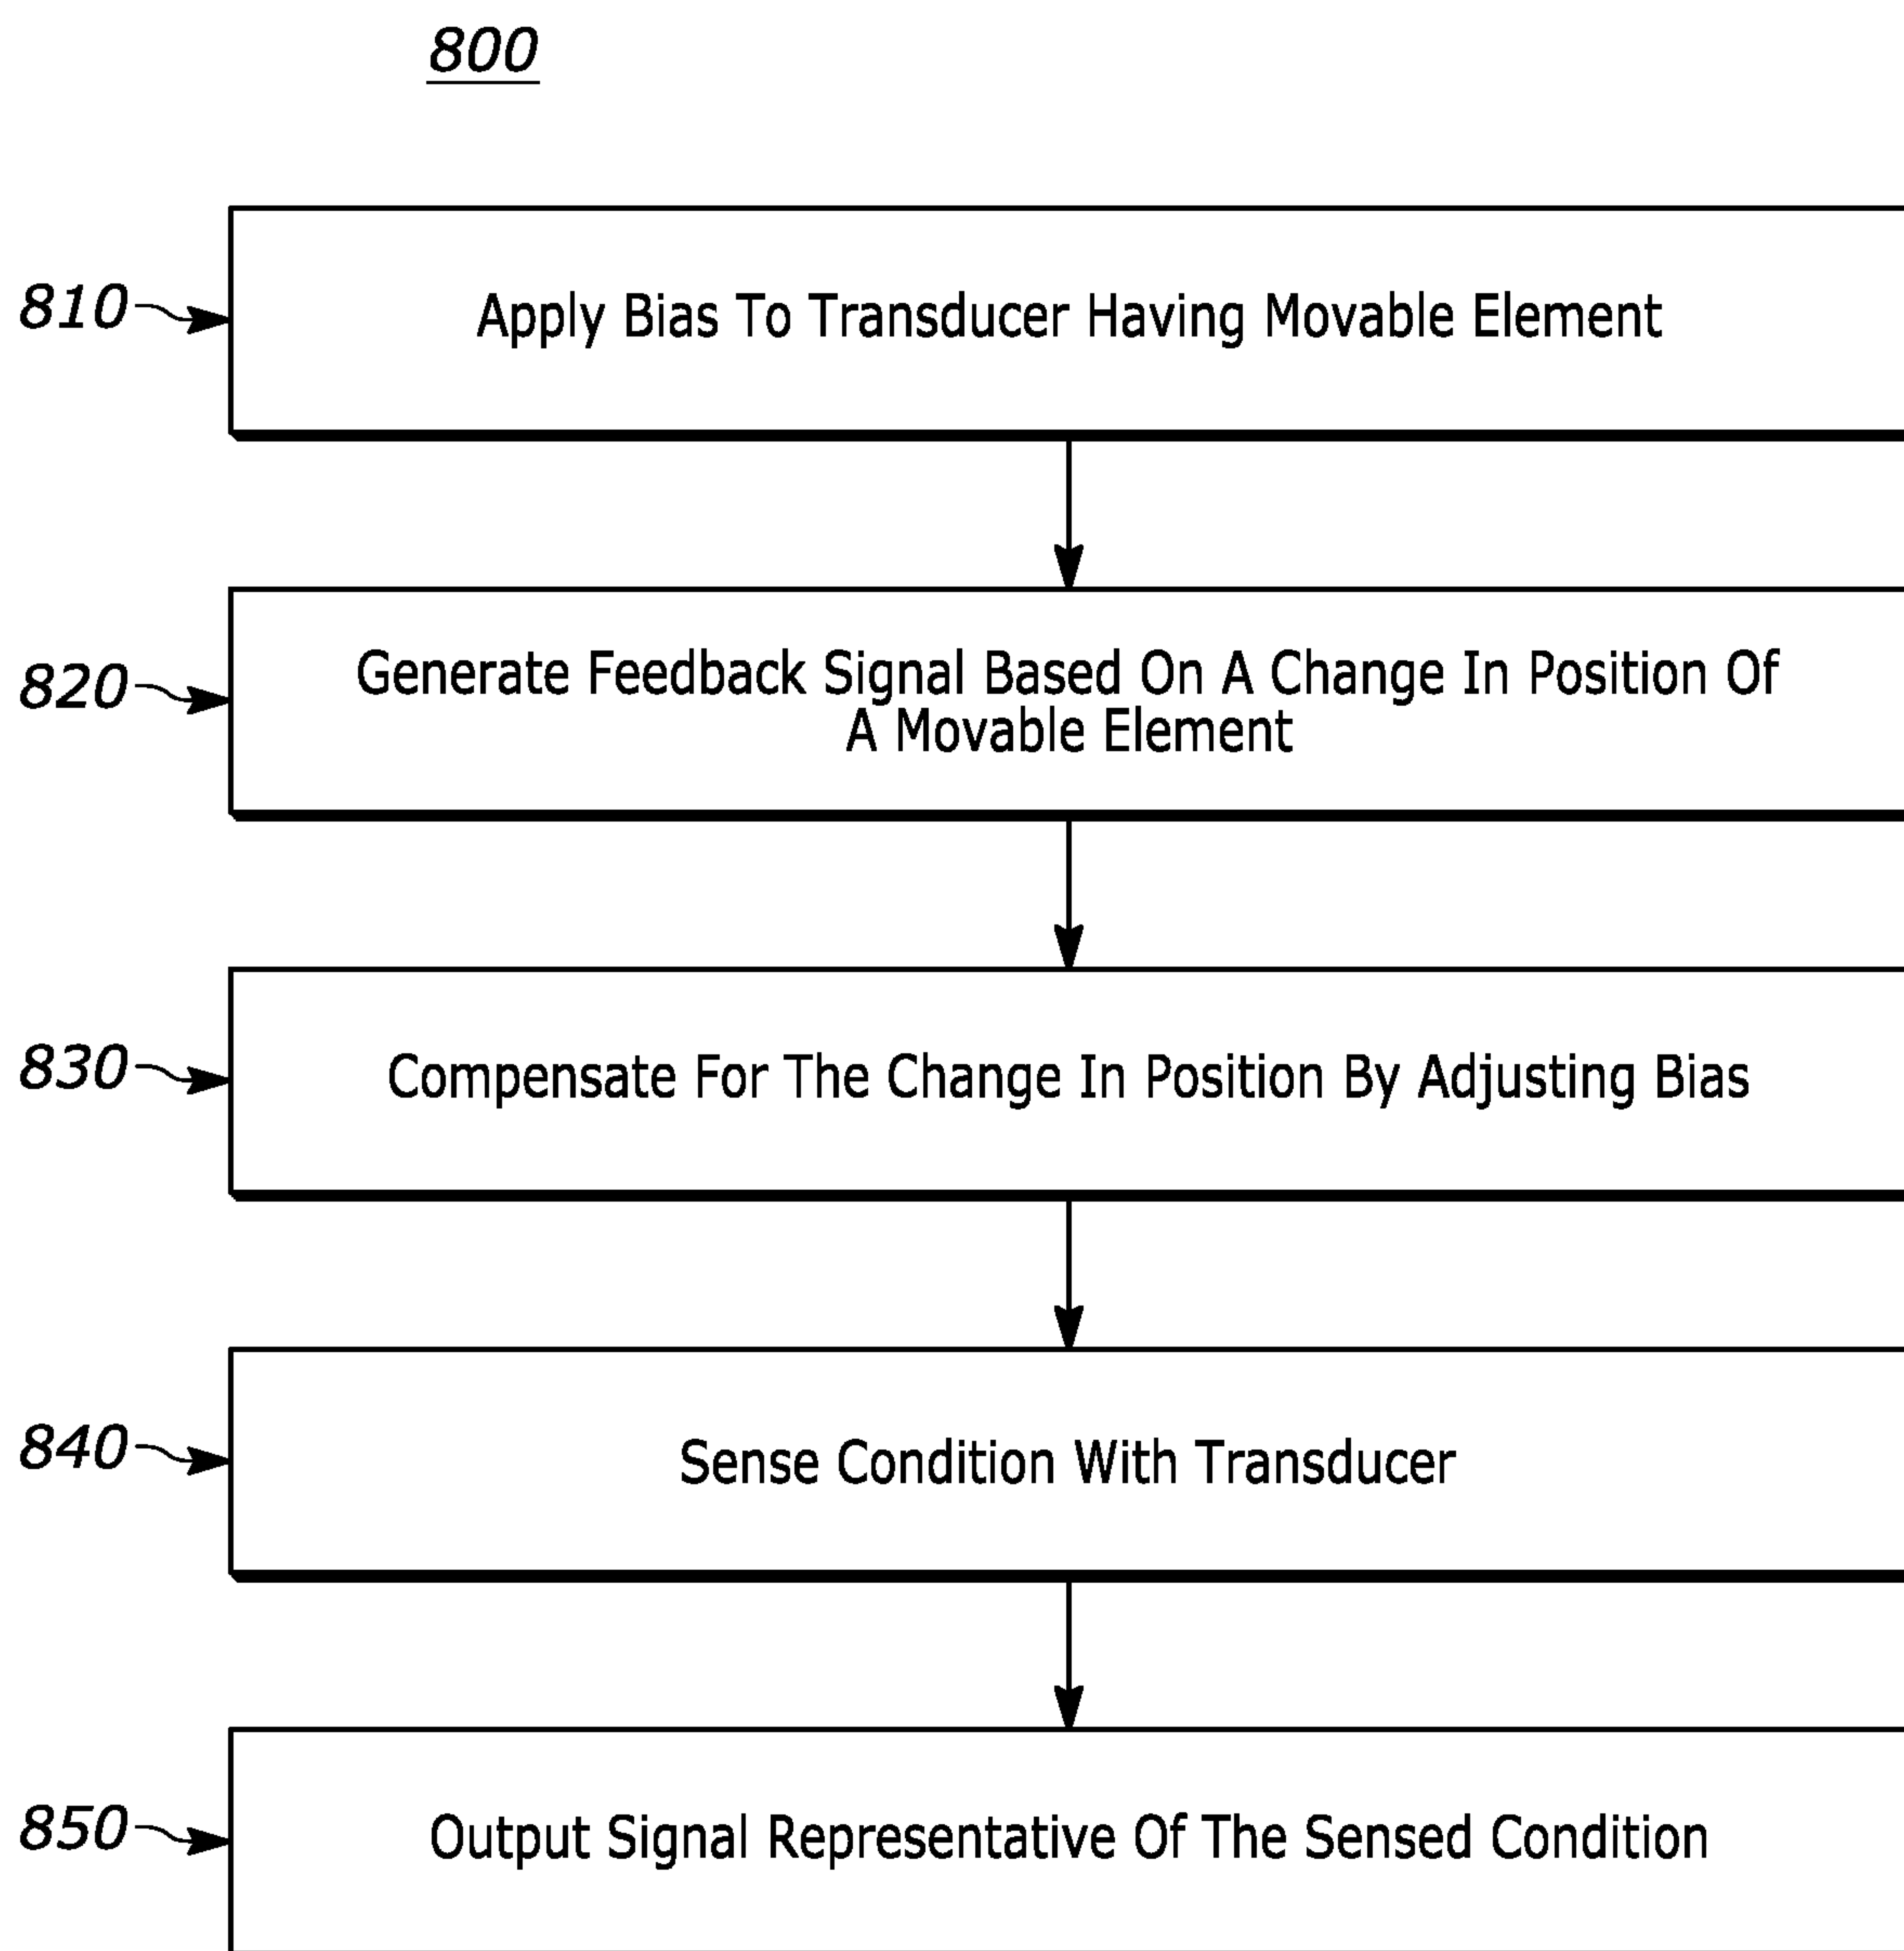 800
810
Apply Bias To Transducer Having Movable Element
820
Generate Feedback Signal Based On A Change In Position Of
A Movable Element
830
Compensate For The Change In Position By Adjusting Bias
840
Sense Condition With Transducer
850
Output Signal Representative Of The Sensed Condition